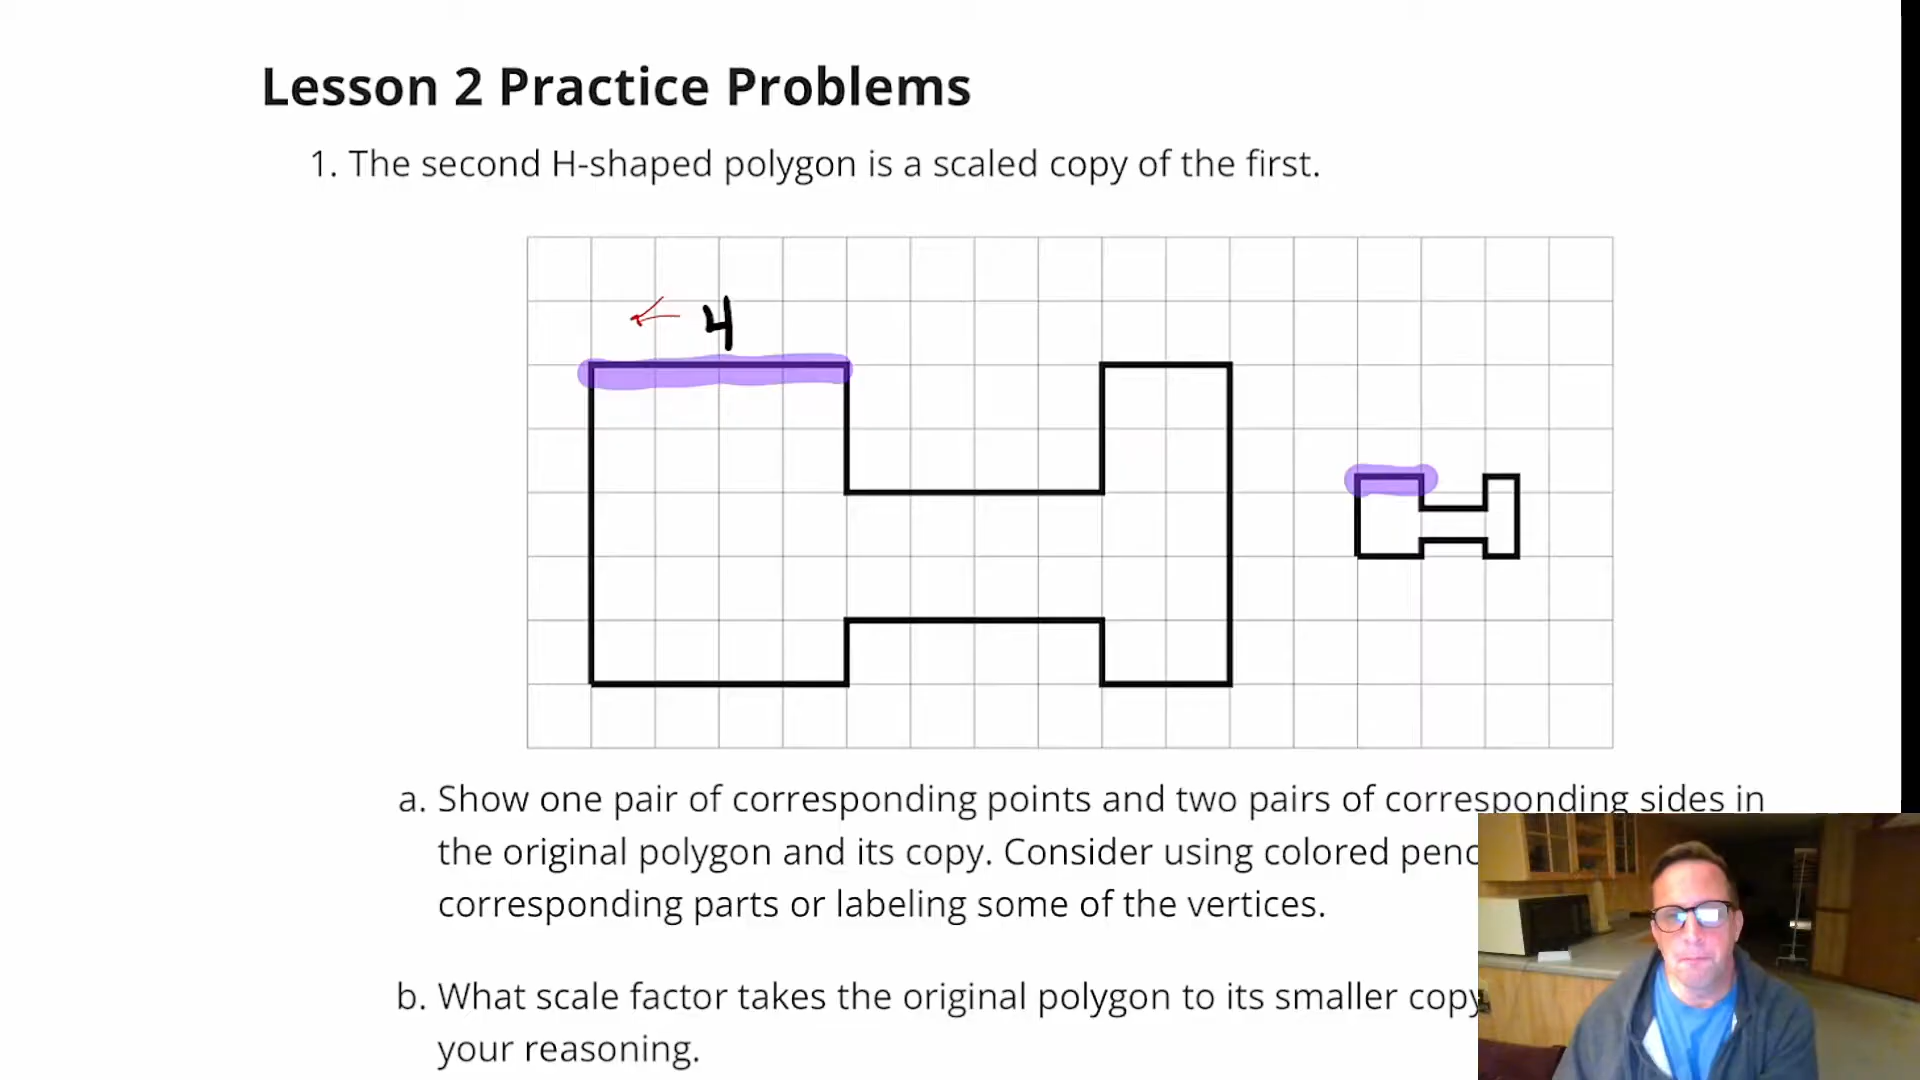 Lesson 2 Practice Problems
1. The second H-shaped polygon is a scaled copy of the first.
4
a. Show one pair of corresponding points and two pairs of corresponding sides in
the original polygon and its copy. Consider using colored penc
corresponding parts or labeling some of the vertices.
b. What scale factor takes the original polygon to its smaller copy
your reasoning.